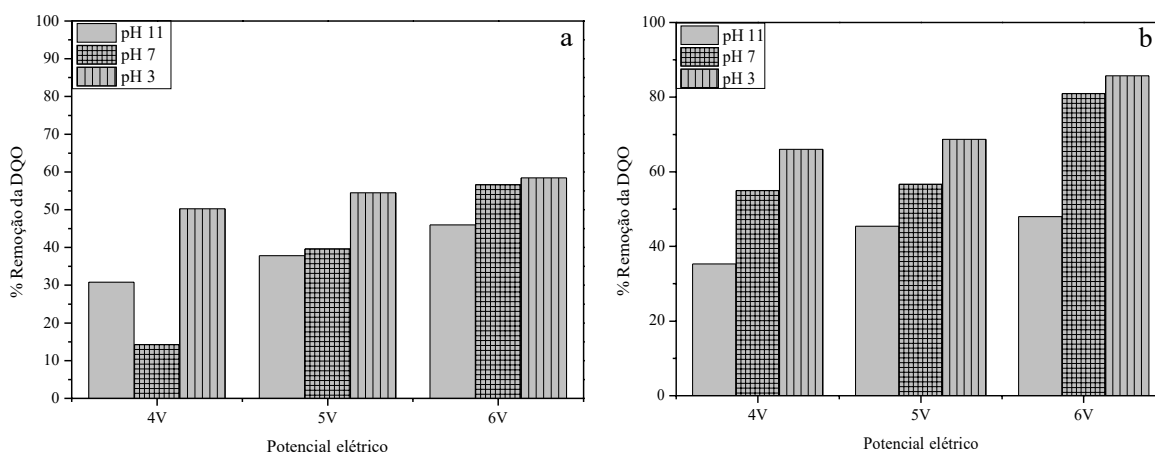 a
pH 11
pH 7
pH 3
% Remoção da DQO
100
90
80
70
60
50
40
30
20
10
0
4V
5V
6V
Potencial elétrico
b
pH 11
pH 7
pH 3
% Remoção da DQO
100
80
60
40
20
0
4V
5V
6V
Potencial elétrico